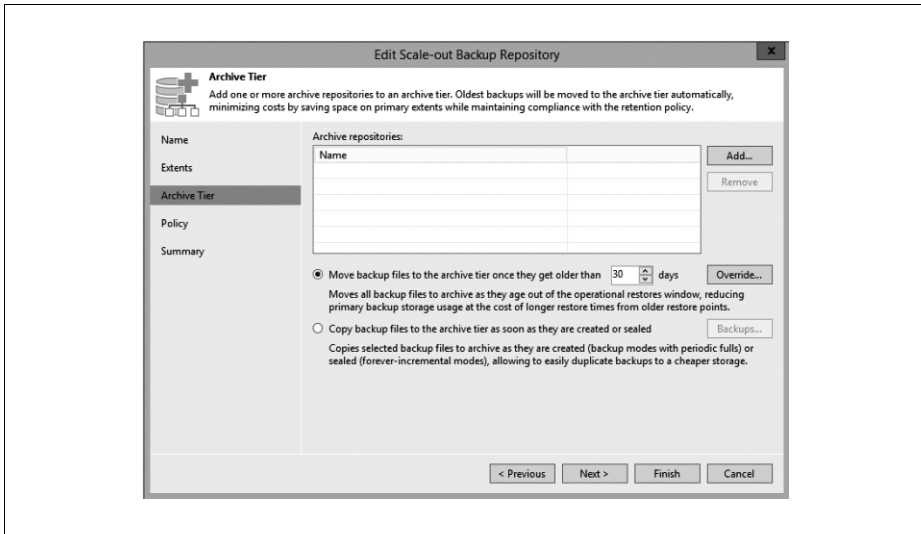 Edit Scale-out Backup Repository
X
Archive Tier
Add one or more archive repositories to an archive tier. Oldest backups will be moved to the archive tier automatically,
minimizing costs by saving space on primary extents while maintaining compliance with the retention policy.
Name
Extents
Archive Tier
Policy
Summary
Archive repositories:
Name
Add...
Remove
Move backup files to the archive tier once they get older than 30 days
Override...
Moves all backup files to archive as they age out of the operational restores window, reducing
primary backup storage usage at the cost of longer restore times from older restore points.
Copy backup files to the archive tier as soon as they are created or sealed
Backups...
Copies selected backup files to archive as they are created (backup modes with periodic fulls) or
sealed (forever-incremental modes), allowing to easily duplicate backups to a cheaper storage.
< Previous
Next >
Finish
Cancel